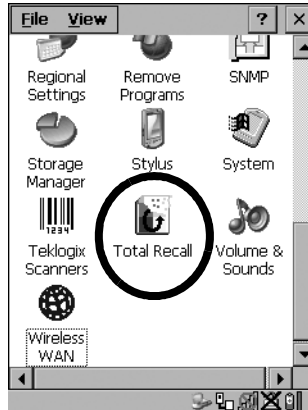 File View ? ×
Regional Settings
Remove Programs
SNMP
Storage Manager
Stylus
System
1234
Teklogix Scanners
Total Recall
Volume & Sounds
Wireless WAN